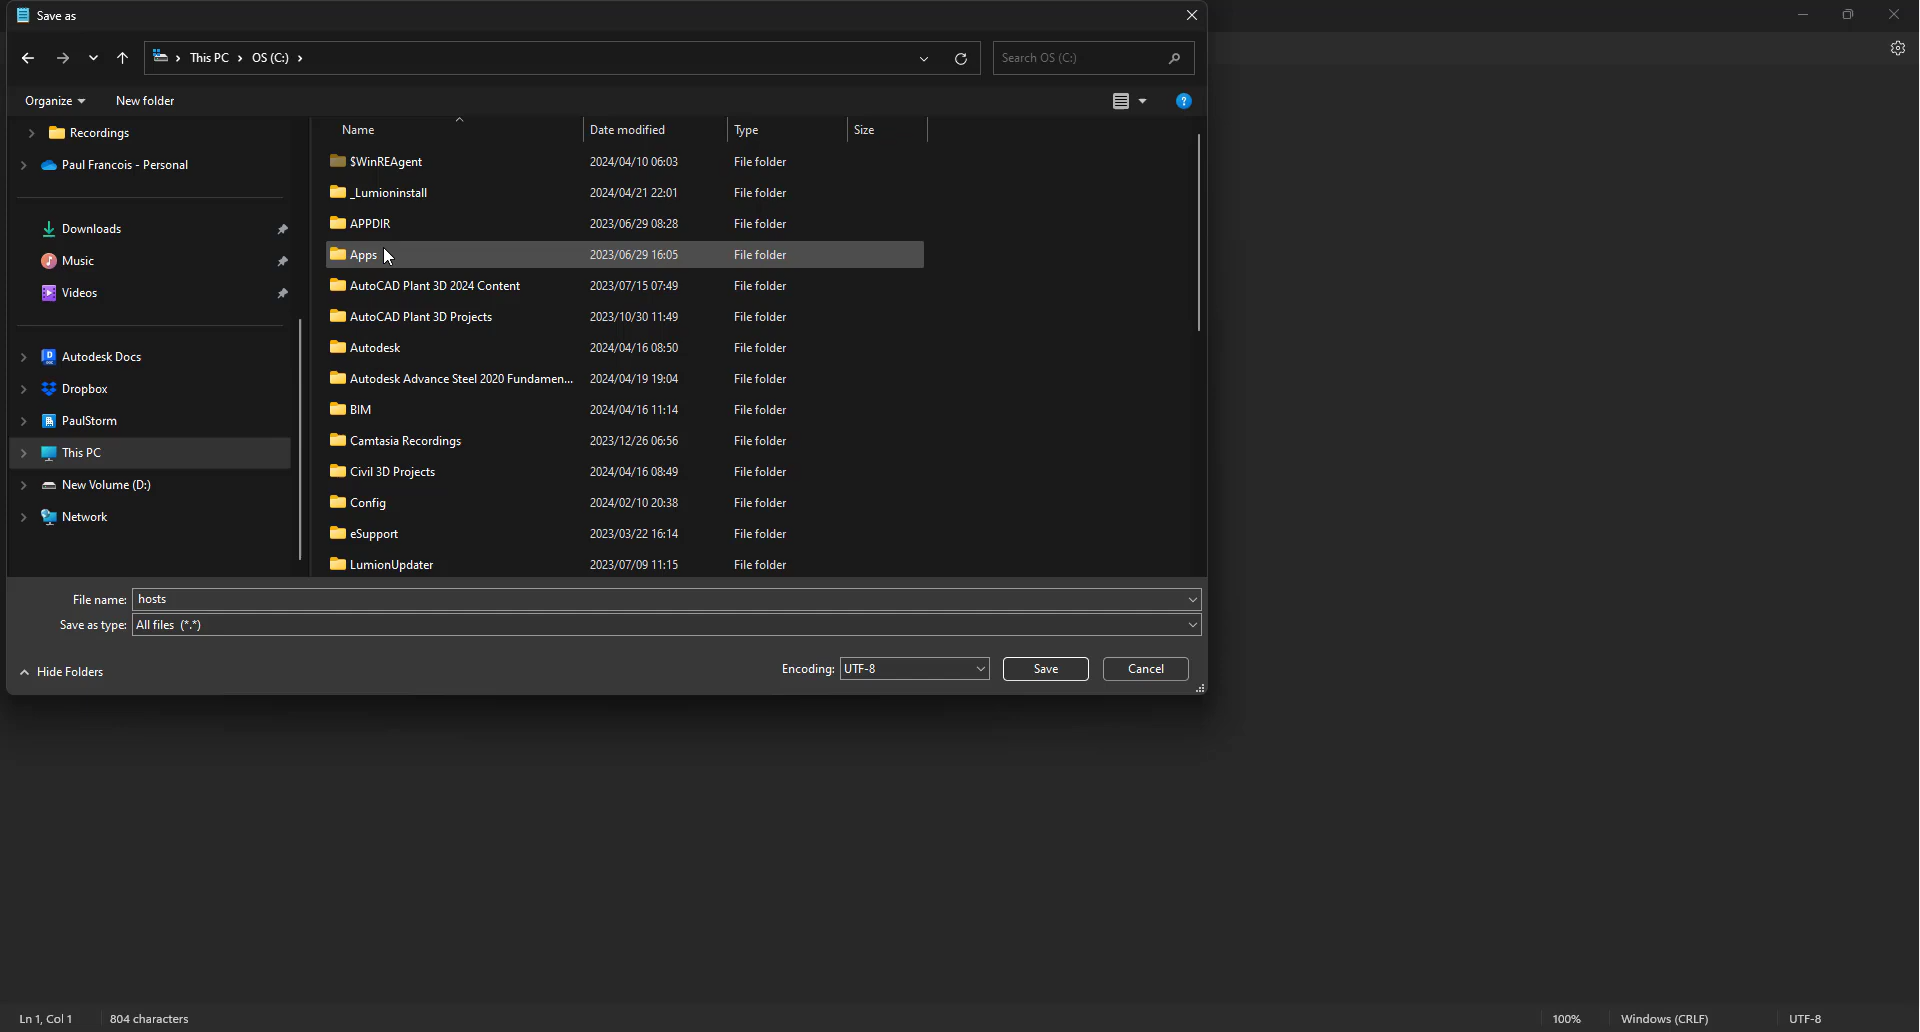 Save as
This PC > OS (C:) >
Search OS (C:)
Organize
New folder
Recordings
Paul Francois - Personal
Downloads
Music
Videos
Autodesk Docs
Dropbox
PaulStorm
This PC
New Volume (D:)
Network
Name Date modified Type Size
$WinREAgent 2024/04/10 06:03 File folder
_Lumioninstall 2024/04/21 22:01 File folder
APPDIR 2023/06/29 08:28 File folder
Apps 2023/06/29 16:05 File folder
AutoCAD Plant 3D 2024 Content 2023/07/15 07:49 File folder
AutoCAD Plant 3D Projects 2023/10/30 11:49 File folder
Autodesk 2024/04/16 08:50 File folder
Autodesk Advance Steel 2020 Fundamen... 2024/04/19 19:04 File folder
BIM 2024/04/16 11:14 File folder
Camtasia Recordings 2023/12/26 06:56 File folder
Civil 3D Projects 2024/04/16 08:49 File folder
Config 2024/02/10 20:38 File folder
eSupport 2023/03/22 16:14 File folder
LumionUpdater 2023/07/09 11:15 File folder
File name: hosts
Save as type: All files (*.*)
Hide Folders
Encoding: UTF-8
Save
Cancel
Ln 1, Col 1
804 characters
100%
Windows (CRLF)
UTF-8